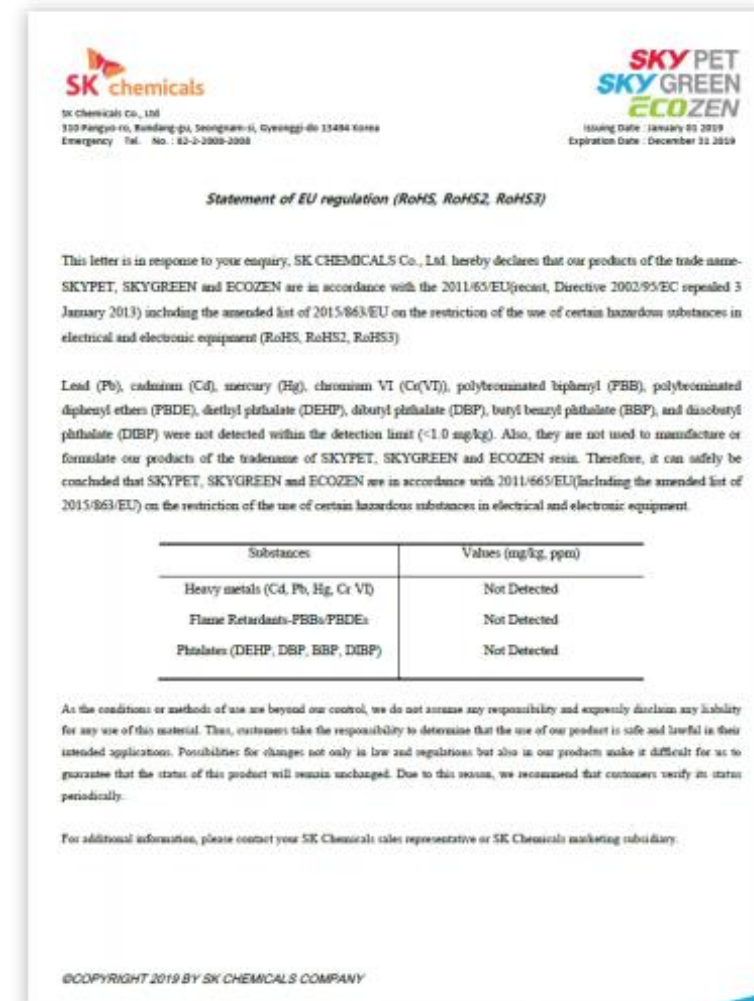 SK chemicals
SKYPET
SKYGREEN
ECOZEN
SK Chemicals Co., Ltd
310 Pangyo-ro, Bundang-gu, Seongnam-si, Gyeonggi-do 13494 Korea
Emergency Tel. No. : 82-2-2008-2008
Issuing Date : January 01 2019
Expiration Date : December 31 2019
Statement of EU regulation (RoHS, RoHS2, RoHS3)
This letter is in response to your enquiry, SK CHEMICALS Co., Ltd. hereby declares that our products of the trade name-
SKYPET, SKYGREEN and ECOZEN are in accordance with the 2011/65/EU(recast, Directive 2002/95/EC repealed 3
January 2013) including the amended list of 2015/863/EU on the restriction of the use of certain hazardous substances in
electrical and electronic equipment (RoHS, RoHS2, RoHS3)
Lead (Pb), cadmium (Cd), mercury (Hg), chromium VI (Cr(VI)), polybrominated biphenyl (PBB), polybrominated
diphenyl ethers (PBDE), diethyl phthalate (DEHP), dibutyl phthalate (DBP), butyl benzyl phthalate (BBP), and diisobutyl
phthalate (DIBP) were not detected within the detection limit (<1.0 mg/kg). Also, they are not used to manufacture or
formulate our products of the tradename of SKYPET, SKYGREEN and ECOZEN resin. Therefore, it can safely be
concluded that SKYPET, SKYGREEN and ECOZEN are in accordance with 2011/665/EU(Including the amended list of
2015/863/EU) on the restriction of the use of certain hazardous substances in electrical and electronic equipment.
Substances Values (mg/kg, ppm)
Heavy metals (Cd, Pb, Hg, Cr VI) Not Detected
Flame Retardants-PBBs/PBDEs Not Detected
Phtalates (DEHP, DBP, BBP, DIBP) Not Detected
As the conditions or methods of use are beyond our control, we do not assume any responsibility and expressly disclaim any liability
for any use of this material. Thus, customers take the responsibility to determine that the use of our product is safe and lawful in their
intended applications. Possibilities for changes not only in law and regulations but also in our products make it difficult for us to
guarantee that the status of this product will remain unchanged. Due to this reason, we recommend that customers verify its status
periodically.
For additional information, please contact your SK Chemicals sales representative or SK Chemicals marketing subsidiary.
©COPYRIGHT 2019 BY SK CHEMICALS COMPANY